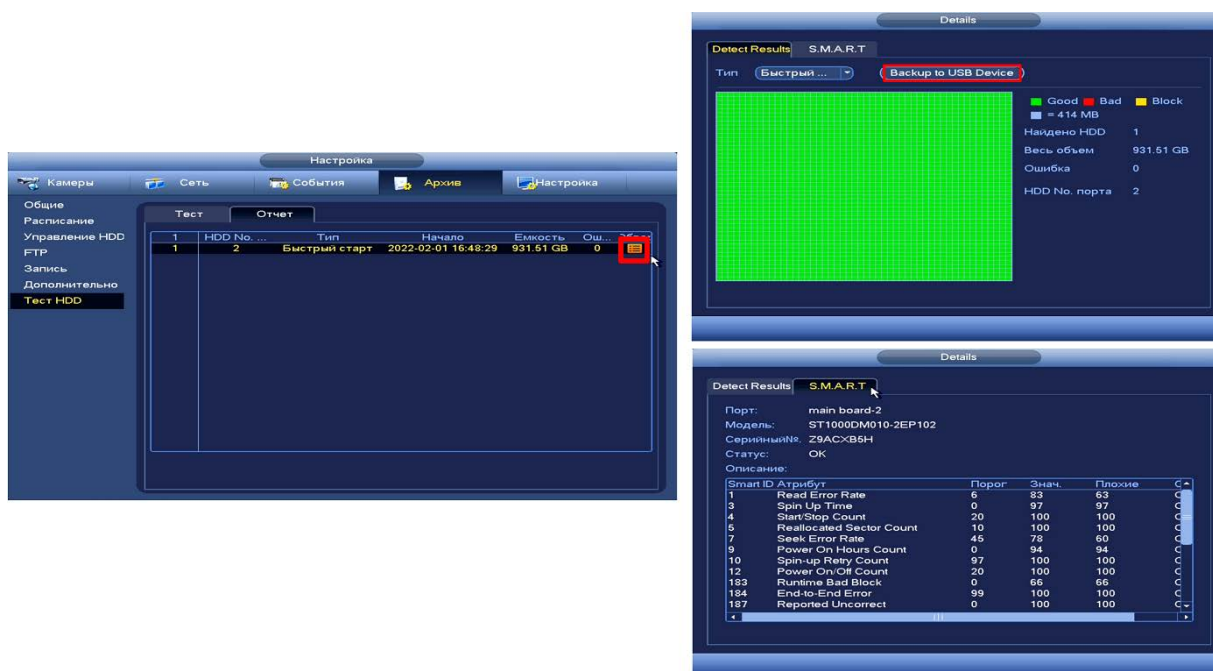 Настройка
Камеры Сеть События Архив Настройка
Общие
Расписание
Управление HDD
FTP
Запись
Дополнительно
Тест HDD
Тест Отчет
1 HDD No. ... Тип Начало Емкость Ош...
1 2 Быстрый старт 2022-02-01 16:48:29 931.51 GB 0
Details
Detect Results S.M.A.R.T
Тип Быстрый ... Backup to USB Device
Good Bad Block
= 414 MB
Найдено HDD 1
Весь объем 931.51 GB
Ошибка 0
HDD No. порта 2
Details
Detect Results S.M.A.R.T
Порт: main board-2
Модель: ST1000DM010-2EP102
Серийный№. Z9ACXB5H
Статус: OK
Описание:
Smart ID Атрибут Порог Знач. Плохие
1 Read Error Rate 6 83 63
3 Spin Up Time 0 97 97
4 Start/Stop Count 20 100 100
5 Reallocated Sector Count 10 100 100
7 Seek Error Rate 45 78 60
9 Power On Hours Count 0 94 94
10 Spin-up Retry Count 97 100 100
12 Power On/Off Count 20 100 100
183 Runtime Bad Block 0 66 66
184 End-to-End Error 99 100 100
187 Reported Uncorrect 0 100 100